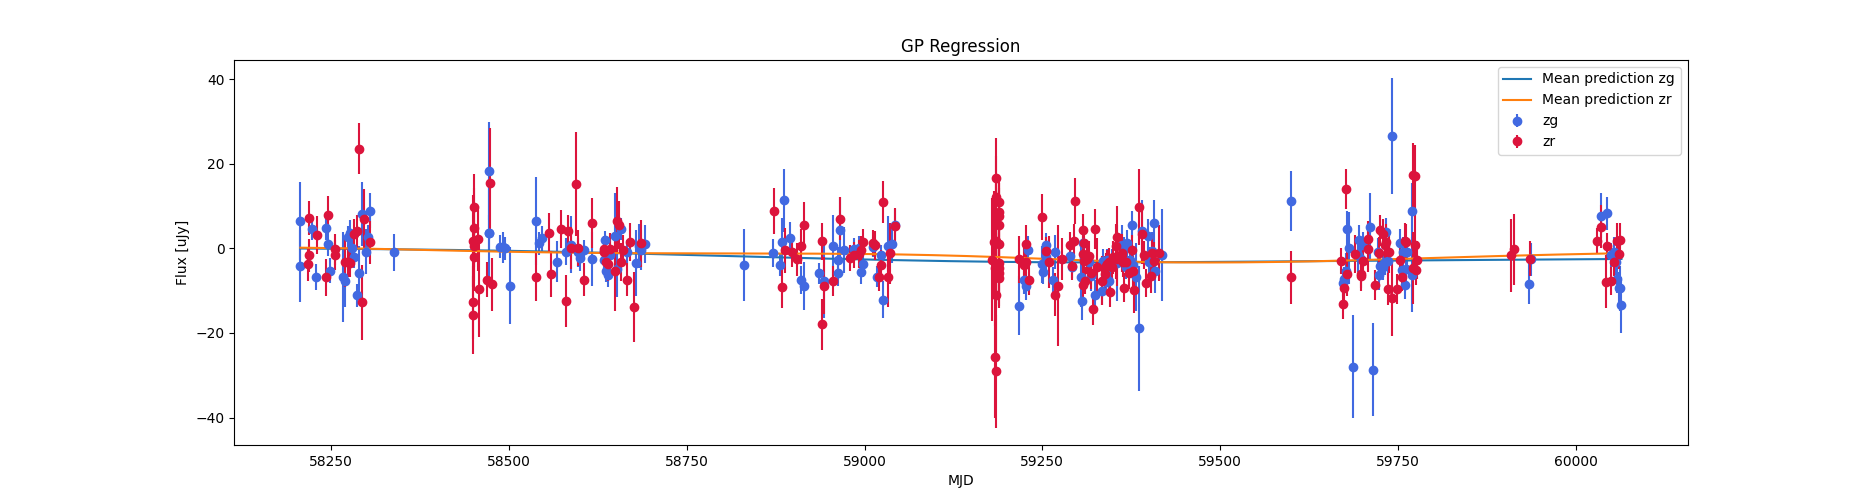 GP Regression
Flux [uJy]
40
20
0
−20
−40
58250
58500
58750
59000
59250
59500
59750
60000
MJD
Mean prediction zg
Mean prediction zr
zg
zr